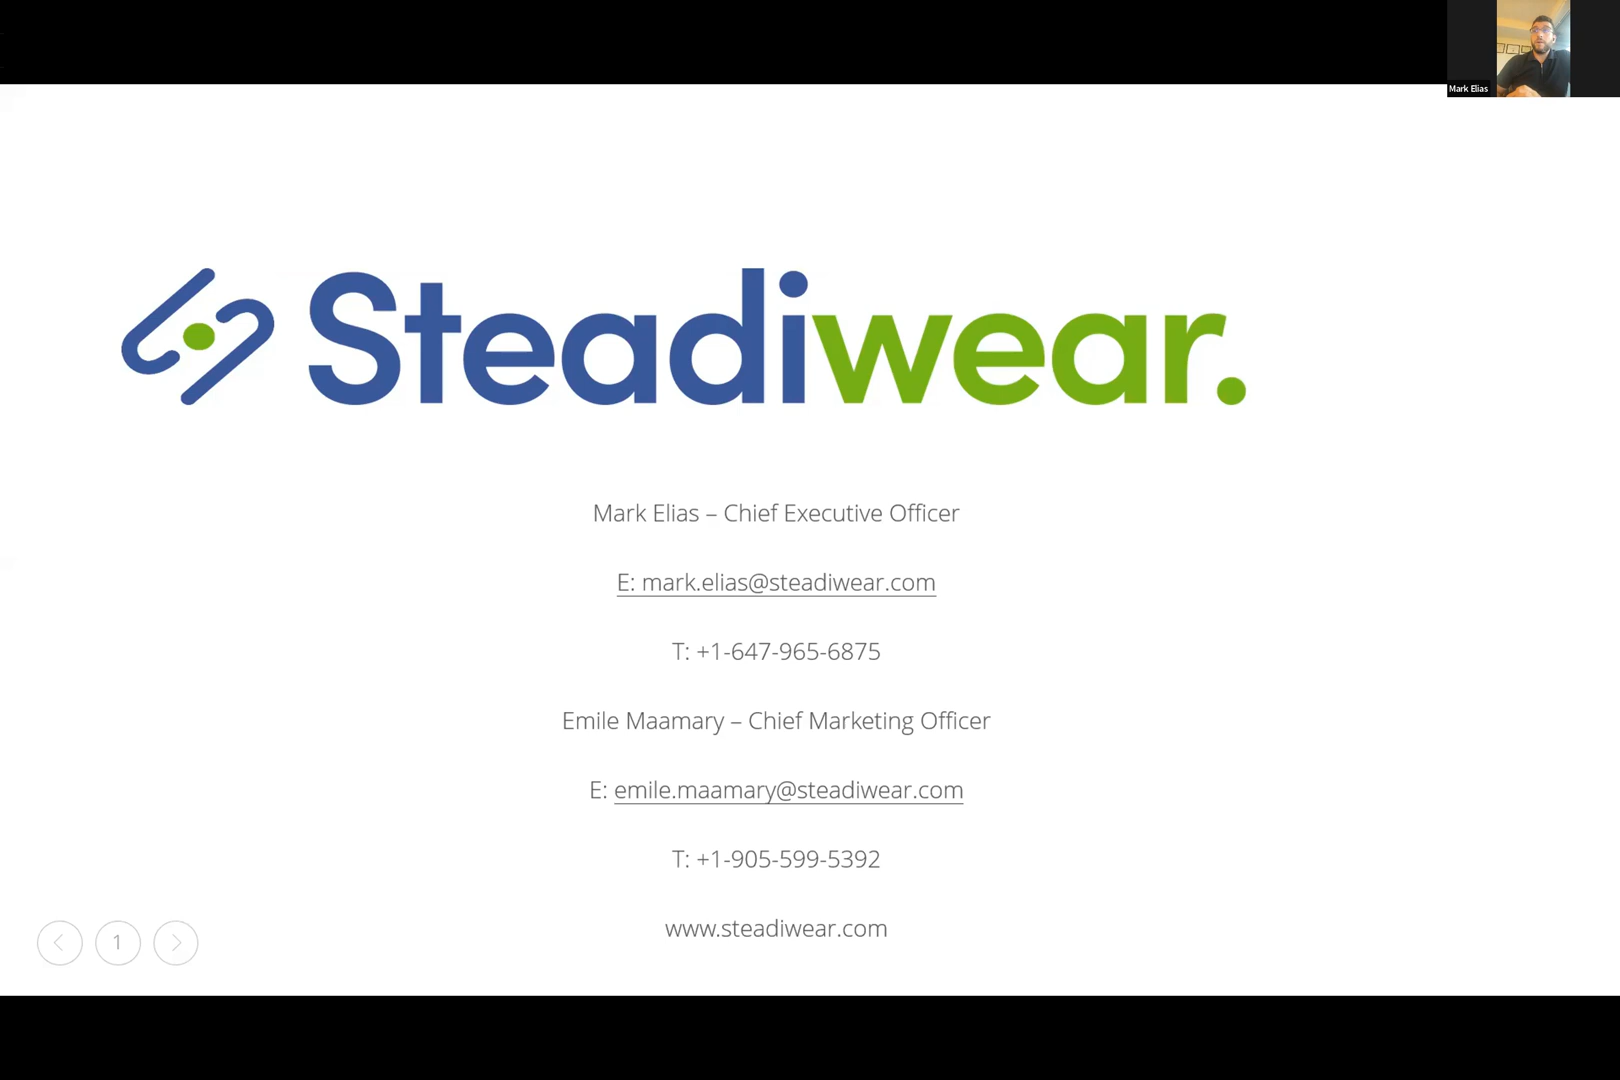 Mark Elias
Steadiwear.
Mark Elias – Chief Executive Officer
E: mark.elias@steadiwear.com
T: +1-647-965-6875
Emile Maamary – Chief Marketing Officer
E: emile.maamary@steadiwear.com
T: +1-905-599-5392
www.steadiwear.com
1